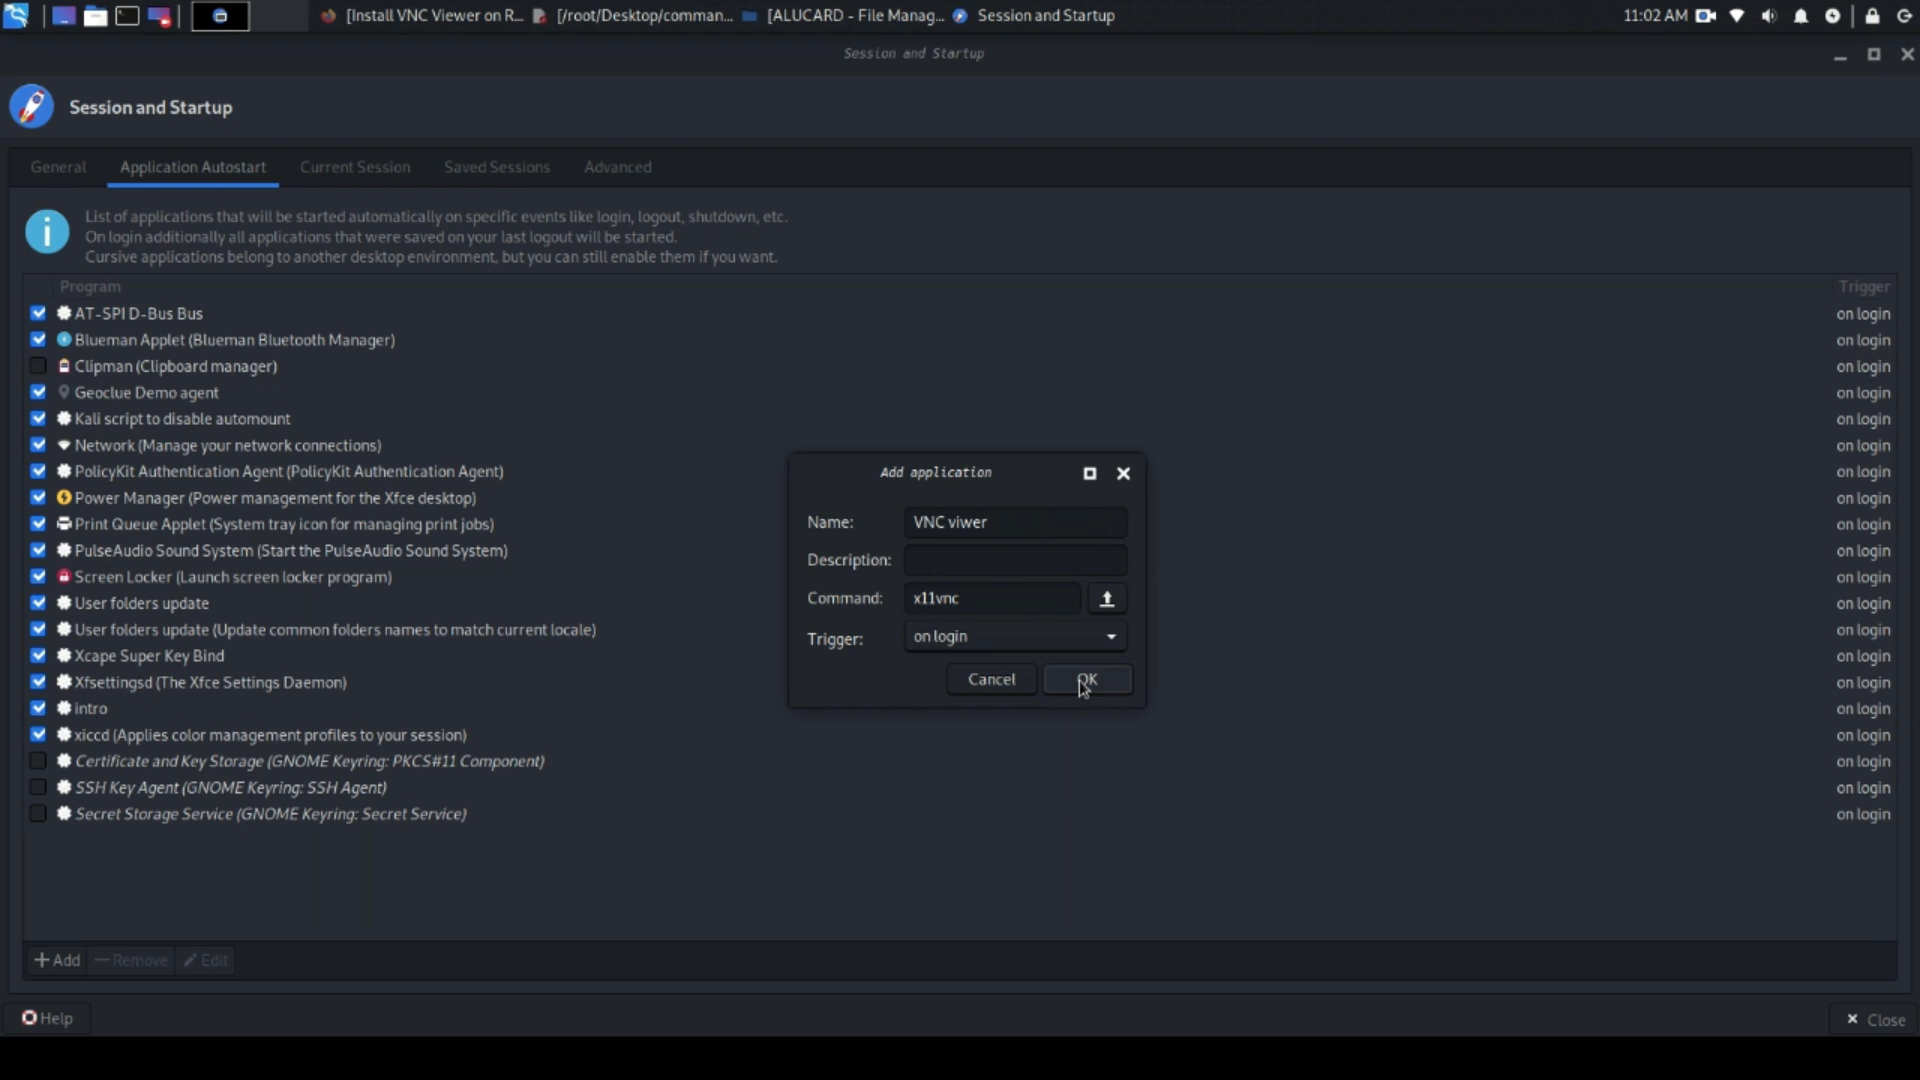 [Install VNC Viewer on R...
[/root/Desktop/comman...
[ALUCARD - File Manag...
Session and Startup
11:02 AM
Session and Startup
Session and Startup
General
Application Autostart
Current Session
Saved Sessions
Advanced
List of applications that will be started automatically on specific events like login, logout, shutdown, etc.
On login additionally all applications that were saved on your last logout will be started.
Cursive applications belong to another desktop environment, but you can still enable them if you want.
Program Trigger
AT-SPI D-Bus Bus on login
Blueman Applet (Blueman Bluetooth Manager) on login
Clipman (Clipboard manager) on login
Geoclue Demo agent on login
Kali script to disable automount on login
Network (Manage your network connections) on login
PolicyKit Authentication Agent (PolicyKit Authentication Agent) on login
Power Manager (Power management for the Xfce desktop) on login
Print Queue Applet (System tray icon for managing print jobs) on login
PulseAudio Sound System (Start the PulseAudio Sound System) on login
Screen Locker (Launch screen locker program) on login
User folders update on login
User folders update (Update common folders names to match current locale) on login
Xcape Super Key Bind on login
Xfsettingsd (The Xfce Settings Daemon) on login
intro on login
xiccd (Applies color management profiles to your session) on login
Certificate and Key Storage (GNOME Keyring: PKCS#11 Component) on login
SSH Key Agent (GNOME Keyring: SSH Agent) on login
Secret Storage Service (GNOME Keyring: Secret Service) on login
Add application
Name: VNC viwer
Description:
Command: x11vnc
Trigger: on login
Cancel OK
Add Remove Edit
Help
Close